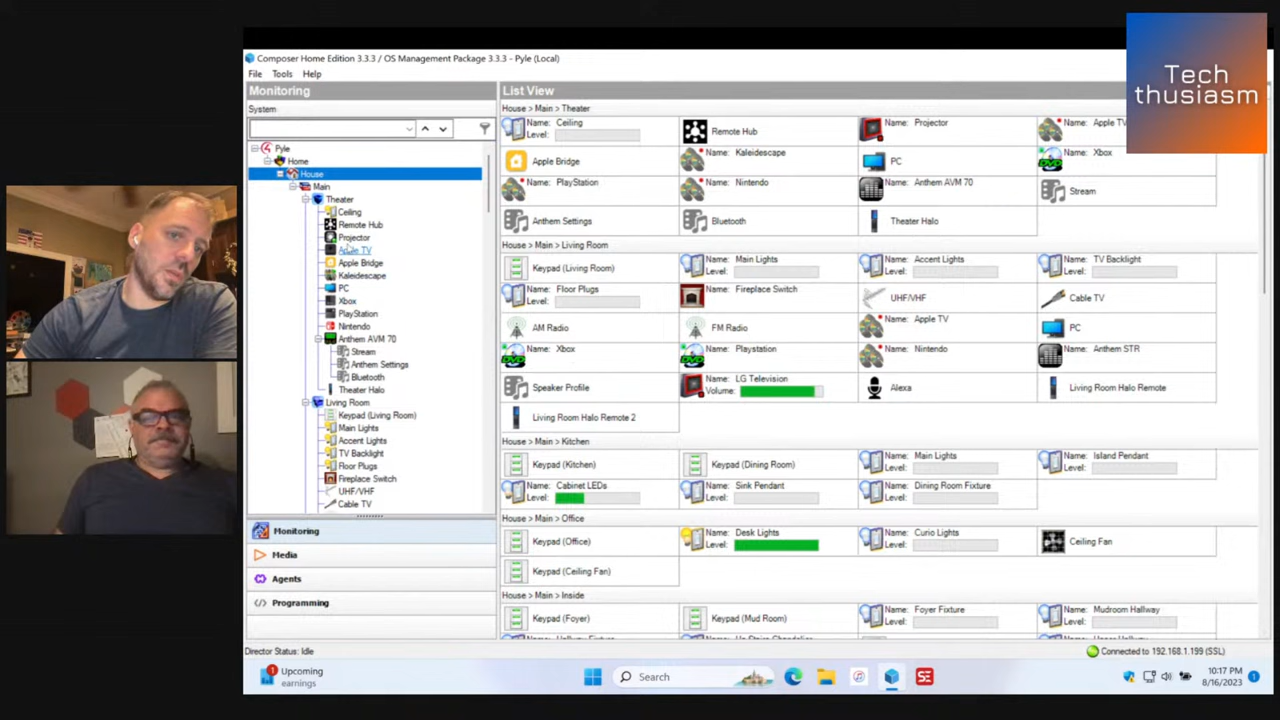 Tech
thusiasm
Composer Home Edition 3.3.3 / OS Management Package 3.3.3 - Pyle (Local)
File Tools Help
Monitoring
System
Pyle
Home
House
Main
Theater
Ceiling
Remote Hub
Projector
Apple TV
Apple Bridge
Kaleidescape
PC
Xbox
PlayStation
Nintendo
Anthem AVM 70
Stream
Anthem Settings
Bluetooth
Theater Halo
Living Room
Keypad (Living Room)
Main Lights
Accent Lights
TV Backlight
Floor Plugs
Fireplace Switch
UHF/VHF
Cable TV
Monitoring
Media
Agents
Programming
List View
House > Main > Theater
Name: Ceiling
Level:
Remote Hub
Name: Projector
Name: Apple TV
Apple Bridge
Name: Kaleidescape
PC
Name: Xbox
Name: PlayStation
Name: Nintendo
Name: Anthem AVM 70
Stream
Anthem Settings
Bluetooth
Theater Halo
House > Main > Living Room
Keypad (Living Room)
Name: Main Lights
Level:
Name: Accent Lights
Level:
Name: TV Backlight
Level:
Name: Floor Plugs
Level:
Name: Fireplace Switch
UHF/VHF
Cable TV
AM Radio
FM Radio
Name: Apple TV
PC
Name: Xbox
Name: Playstation
Name: Nintendo
Name: Anthem STR
Speaker Profile
Name: LG Television
Volume:
Alexa
Living Room Halo Remote
Living Room Halo Remote 2
House > Main > Kitchen
Keypad (Kitchen)
Keypad (Dining Room)
Name: Main Lights
Level:
Name: Island Pendant
Level:
Name: Cabinet LEDs
Level:
Name: Sink Pendant
Level:
Name: Dining Room Fixture
Level:
House > Main > Office
Keypad (Office)
Name: Desk Lights
Level:
Name: Curio Lights
Level:
Ceiling Fan
Keypad (Ceiling Fan)
House > Main > Inside
Keypad (Foyer)
Keypad (Mud Room)
Name: Foyer Fixture
Level:
Name: Mudroom Hallway
Level:
Director Status: Idle
Connected to 192.168.1.199 (SSL)
1
Upcoming
earnings
Search
SE
10:17 PM
8/16/2023
1